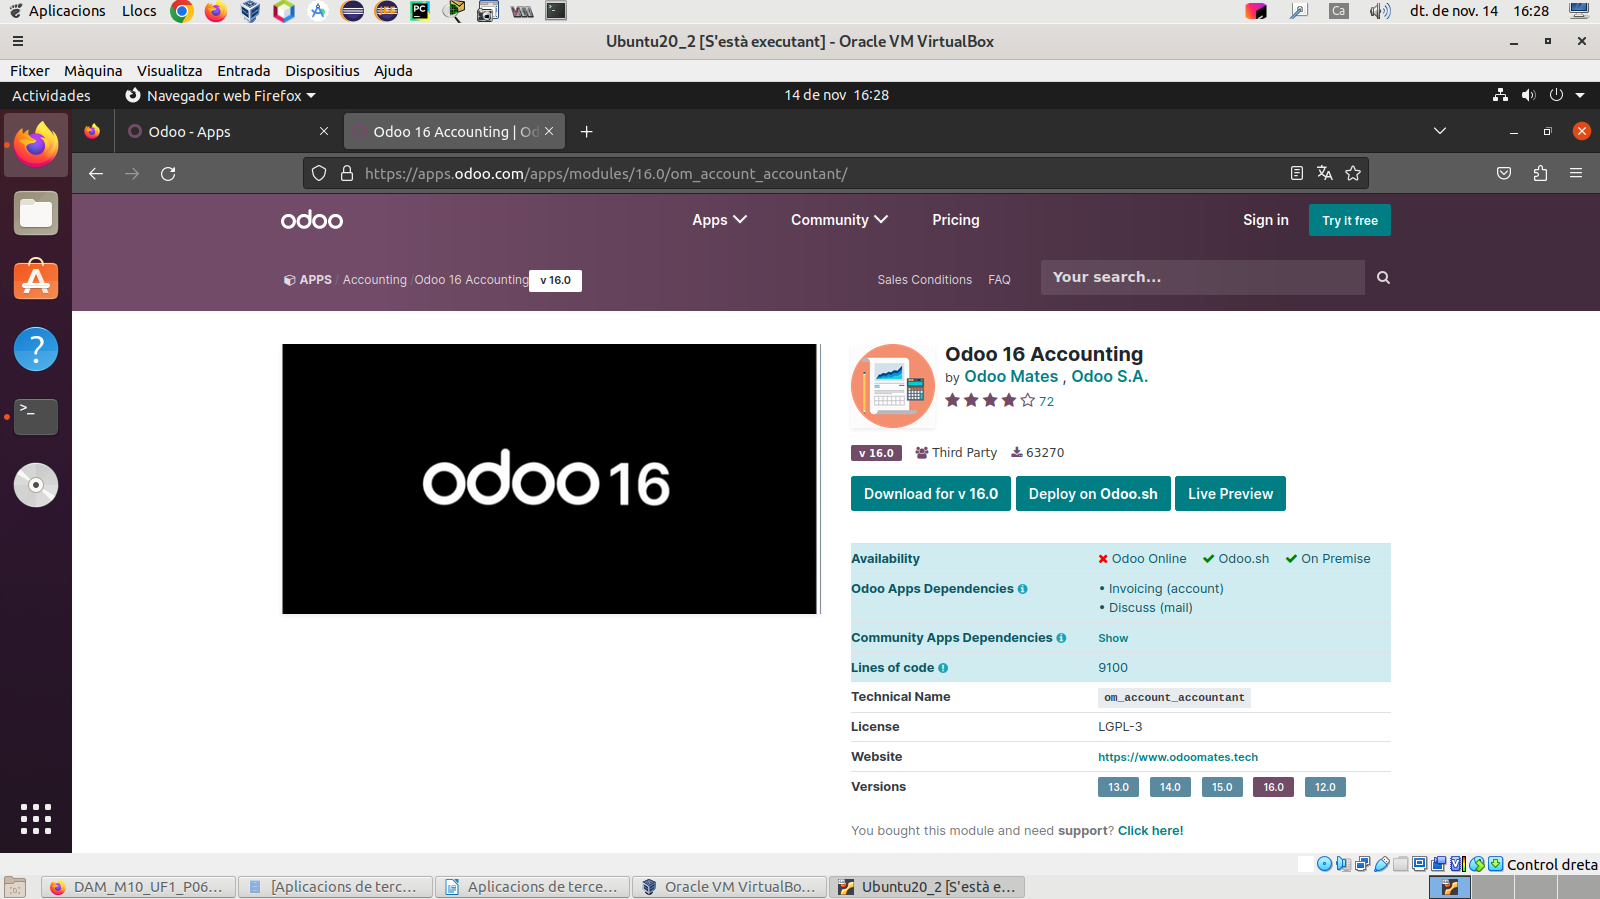 Aplicacions Llocs Ca dt. de nov. 14 16:28
Ubuntu20_2 [S'està executant] - Oracle VM VirtualBox
Fitxer Màquina Visualitza Entrada Dispositius Ajuda
Actividades Navegador web Firefox 14 de nov 16:28
Odoo - Apps Odoo 16 Accounting | Od
https://apps.odoo.com/apps/modules/16.0/om_account_accountant/
odoo Apps Community Pricing Sign in Try it free
APPS / Accounting / Odoo 16 Accounting v 16.0 Sales Conditions FAQ Your search...
odoo 16
Odoo 16 Accounting
by Odoo Mates , Odoo S.A.
72
v 16.0 Third Party 63270
Download for v 16.0 Deploy on Odoo.sh Live Preview
Availability Odoo Online Odoo.sh On Premise
Odoo Apps Dependencies • Invoicing (account)
• Discuss (mail)
Community Apps Dependencies Show
Lines of code 9100
Technical Name om_account_accountant
License LGPL-3
Website https://www.odoomates.tech
Versions 13.0 14.0 15.0 16.0 12.0
You bought this module and need support? Click here!
Control dreta
DAM_M10_UF1_P06... [Aplicacions de terc... Aplicacions de terce... Oracle VM VirtualBo... Ubuntu20_2 [S'està e...